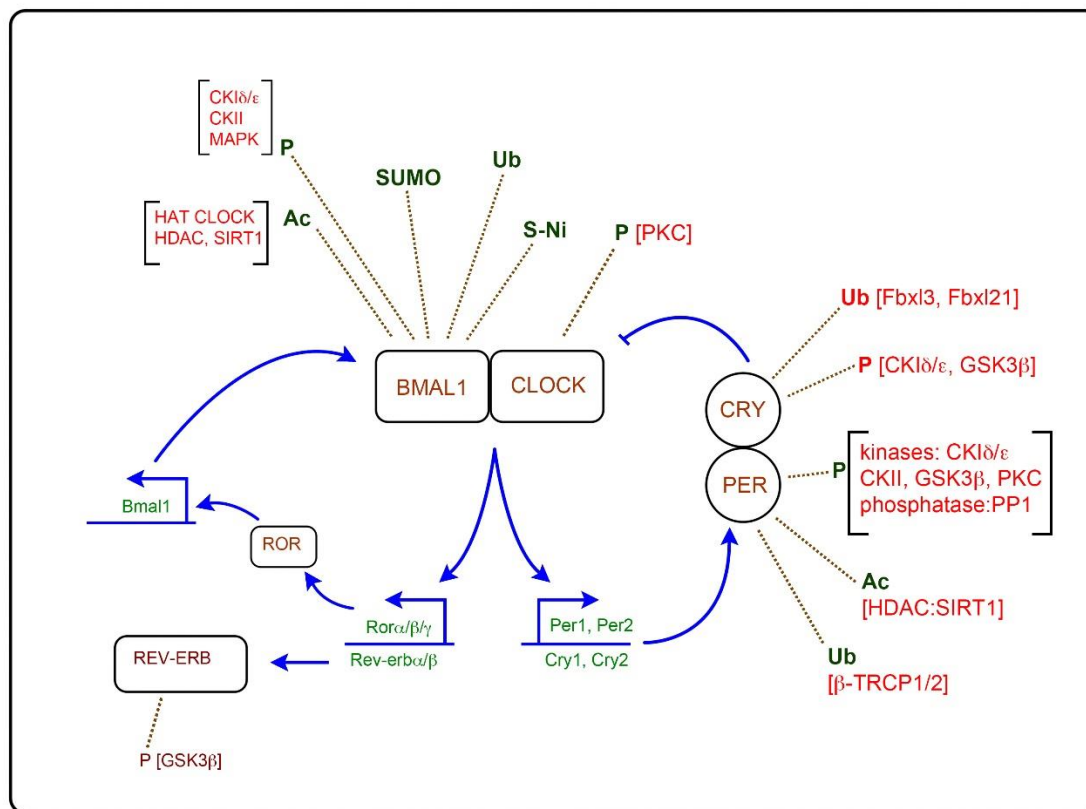 CKIδ/ε
CKII
MAPK
P
SUMO
Ub
HAT CLOCK
HDAC, SIRT1
Ac
S-Ni
P [PKC]
Ub [Fbxl3, Fbxl21]
P [CKIδ/ε, GSK3β]
BMAL1
CLOCK
CRY
PER
P
kinases: CKIδ/ε
CKII, GSK3β, PKC
phosphatase:PP1
Bmal1
ROR
Ac
[HDAC:SIRT1]
Rorα/β/γ
Rev-erbα/β
Per1, Per2
Cry1, Cry2
REV-ERB
Ub
[β-TRCP1/2]
P [GSK3β]